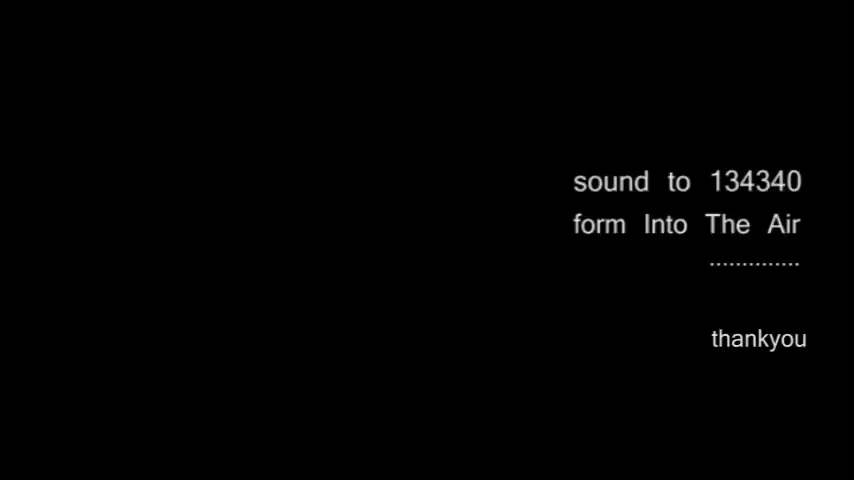 sound to 134340
form Into The Air
..............
thankyou